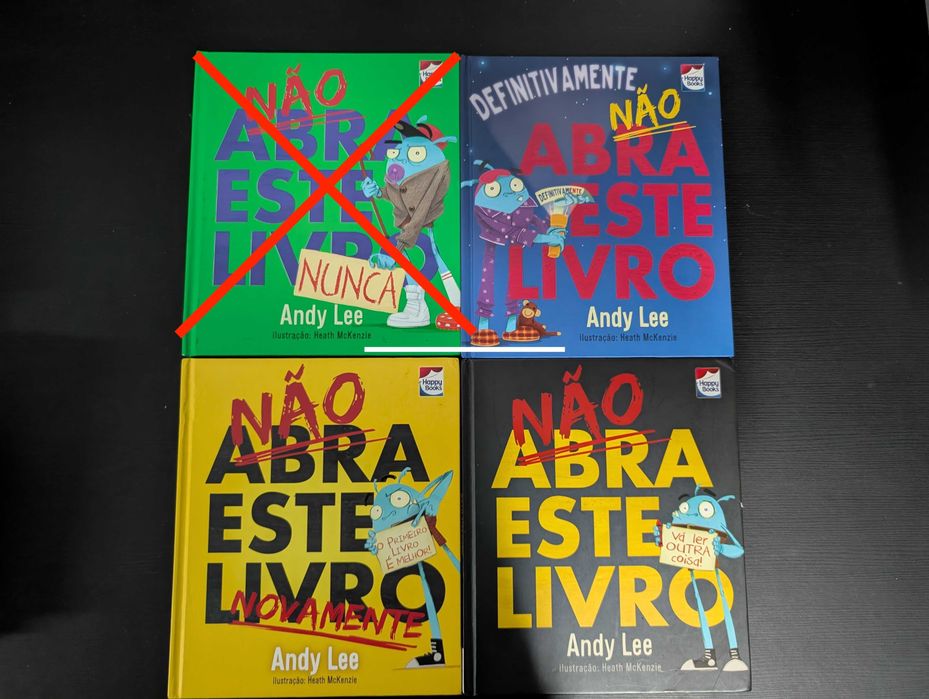 Happy Books
NÃO
ABRA
ESTE
LIVRO
NUNCA
Andy Lee
Ilustração: Heath McKenzie
Happy Books
DEFINITIVAMENTE
NÃO
ABRA
DEFINITIVAMENTE
ESTE
LIVRO
Andy Lee
Ilustração: Heath McKenzie
Happy
Books
NÃO
ABRA
ESTE
O PRIMEIRO
LIVRO
É MELHOR!
LIVRO
NOVAMENTE
Andy Lee
Ilustração: Heath McKenzie
Happy
Books
NÃO
ABRA
ESTE
Vá ler
OUTRA
coisa!
LIVRO
Andy Lee
Ilustração: Heath McKenzie